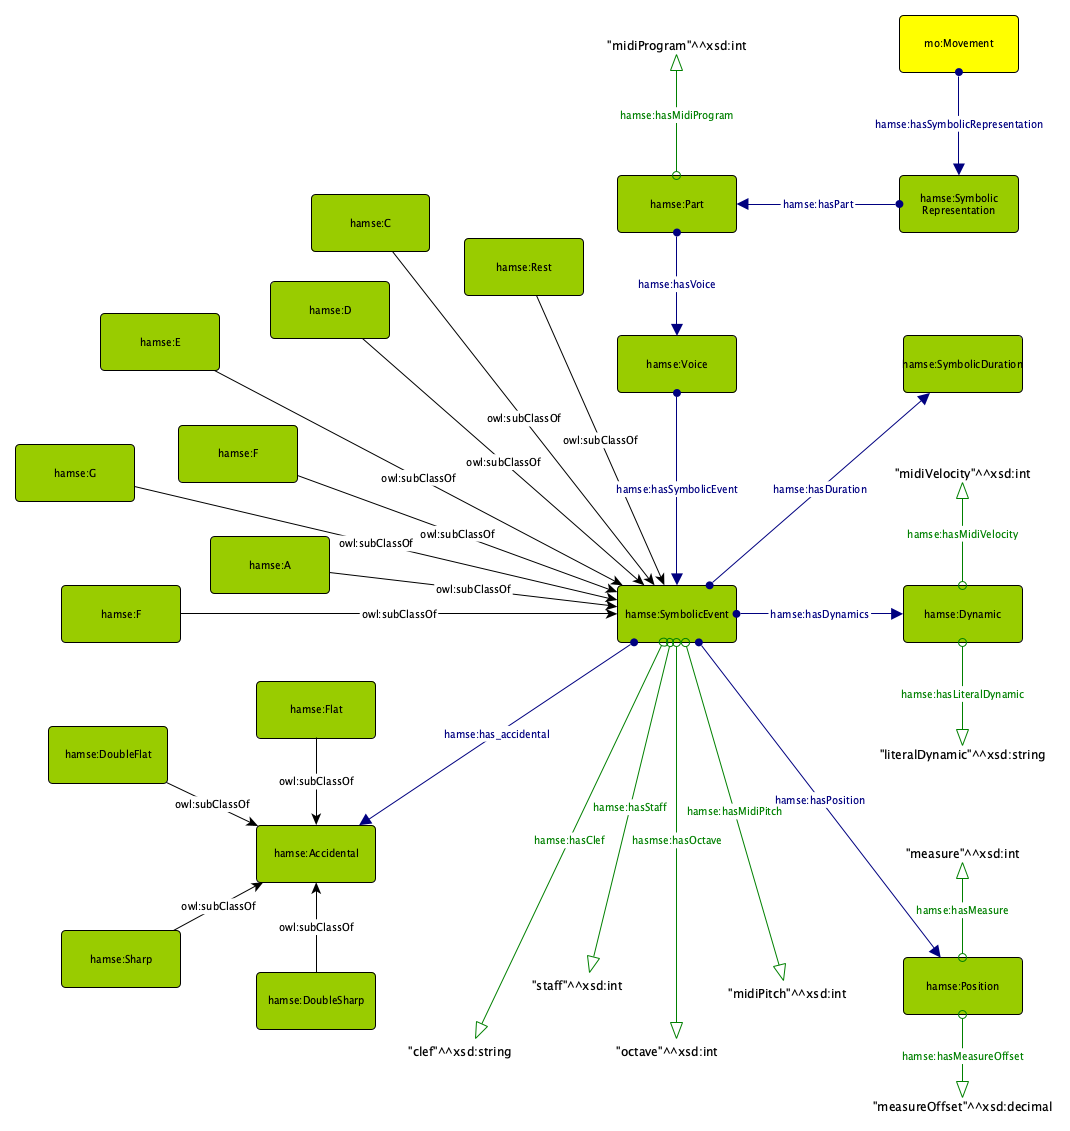 mo:Movement
"midiProgram"^^xsd:int
hamse:hasMidiProgram
hamse:hasSymbolicRepresentation
hamse:Part
hamse:hasPart
hamse:Symbolic
Representation
hamse:C
hamse:Rest
hamse:hasVoice
hamse:D
hamse:E
hamse:Voice
hamse:SymbolicDuration
owl:subClassOf
owl:subClassOf
hamse:F
owl:subClassOf
hamse:G
owl:subClassOf
"midiVelocity"^^xsd:int
hamse:hasSymbolicEvent
hamse:hasDuration
owl:subClassOf
hamse:hasMidiVelocity
owl:subClassOf
hamse:A
owl:subClassOf
hamse:F
owl:subClassOf
hamse:SymbolicEvent
hamse:hasDynamics
hamse:Dynamic
hamse:hasLiteralDynamic
hamse:Flat
hamse:has_accidental
hamse:DoubleFlat
"literalDynamic"^^xsd:string
owl:subClassOf
owl:subClassOf
hamse:hasPosition
hamse:hasStaff
hamse:hasMidiPitch
hamse:hasClef
hasmse:hasOctave
hamse:Accidental
"measure"^^xsd:int
owl:subClassOf
hamse:hasMeasure
owl:subClassOf
hamse:Sharp
"staff"^^xsd:int
"midiPitch"^^xsd:int
hamse:Position
hamse:DoubleSharp
"clef"^^xsd:string
"octave"^^xsd:int
hamse:hasMeasureOffset
"measureOffset"^^xsd:decimal